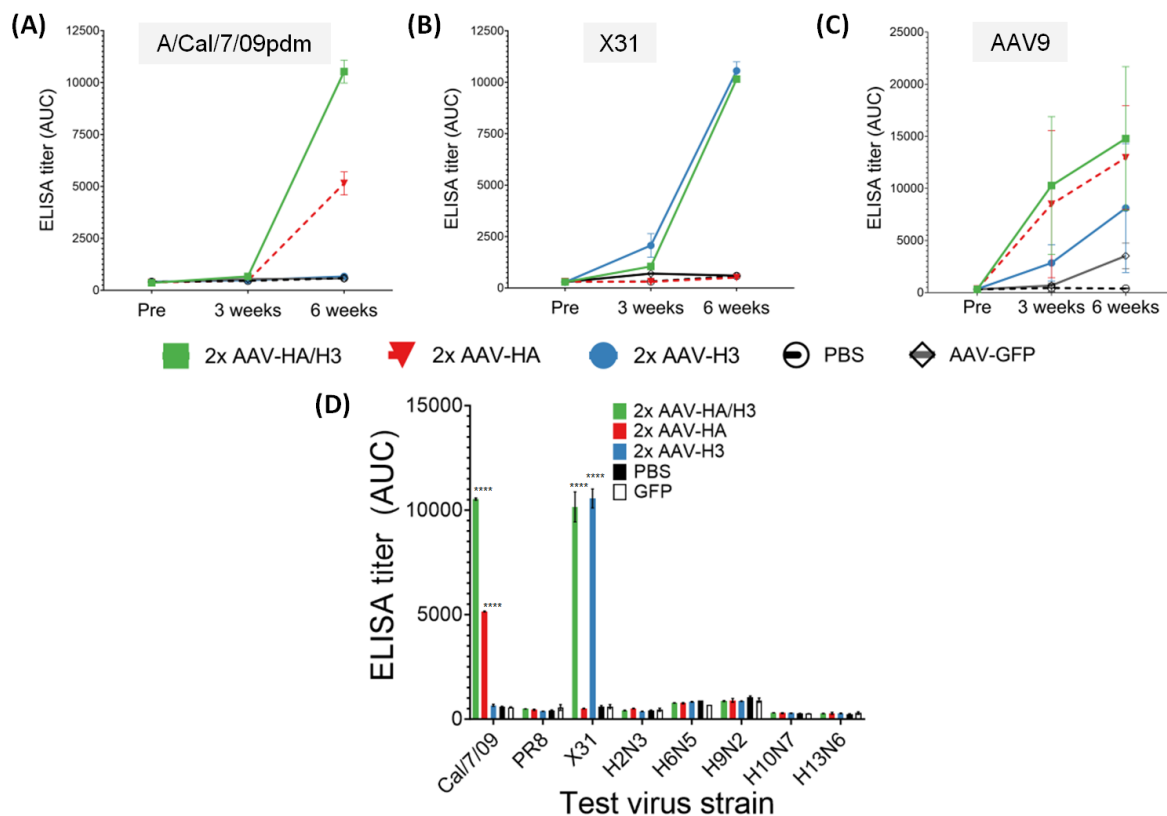 (A)
A/Cal/7/09pdm
ELISA titer (AUC)
12500
10000
7500
5000
2500
0
Pre 3 weeks 6 weeks
(B)
X31
ELISA titer (AUC)
12500
10000
7500
5000
2500
0
Pre 3 weeks 6 weeks
(C)
AAV9
ELISA titer (AUC)
25000
20000
15000
10000
5000
0
Pre 3 weeks 6 weeks
2x AAV-HA/H3 2x AAV-HA 2x AAV-H3 PBS AAV-GFP
(D)
ELISA titer (AUC)
15000
10000
5000
0
2x AAV-HA/H3
2x AAV-HA
2x AAV-H3
PBS
GFP
****
****
****
****
Cal/7/09 PR8 X31 H2N3 H6N5 H9N2 H10N7 H13N6
Test virus strain